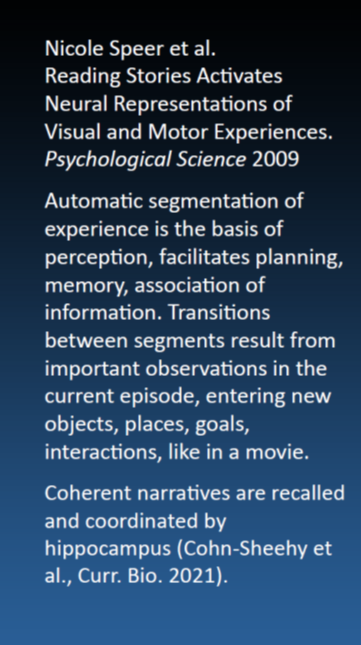 Nicole Speer et al.
Reading Stories Activates
Neural Representations of
Visual and Motor Experiences.
Psychological Science 2009
Automatic segmentation of
experience is the basis of
perception, facilitates planning,
memory, association of
information. Transitions
between segments result from
important observations in the
current episode, entering new
objects, places, goals,
interactions, like in a movie.
Coherent narratives are recalled
and coordinated by
hippocampus (Cohn-Sheehy et
al., Curr. Bio. 2021).